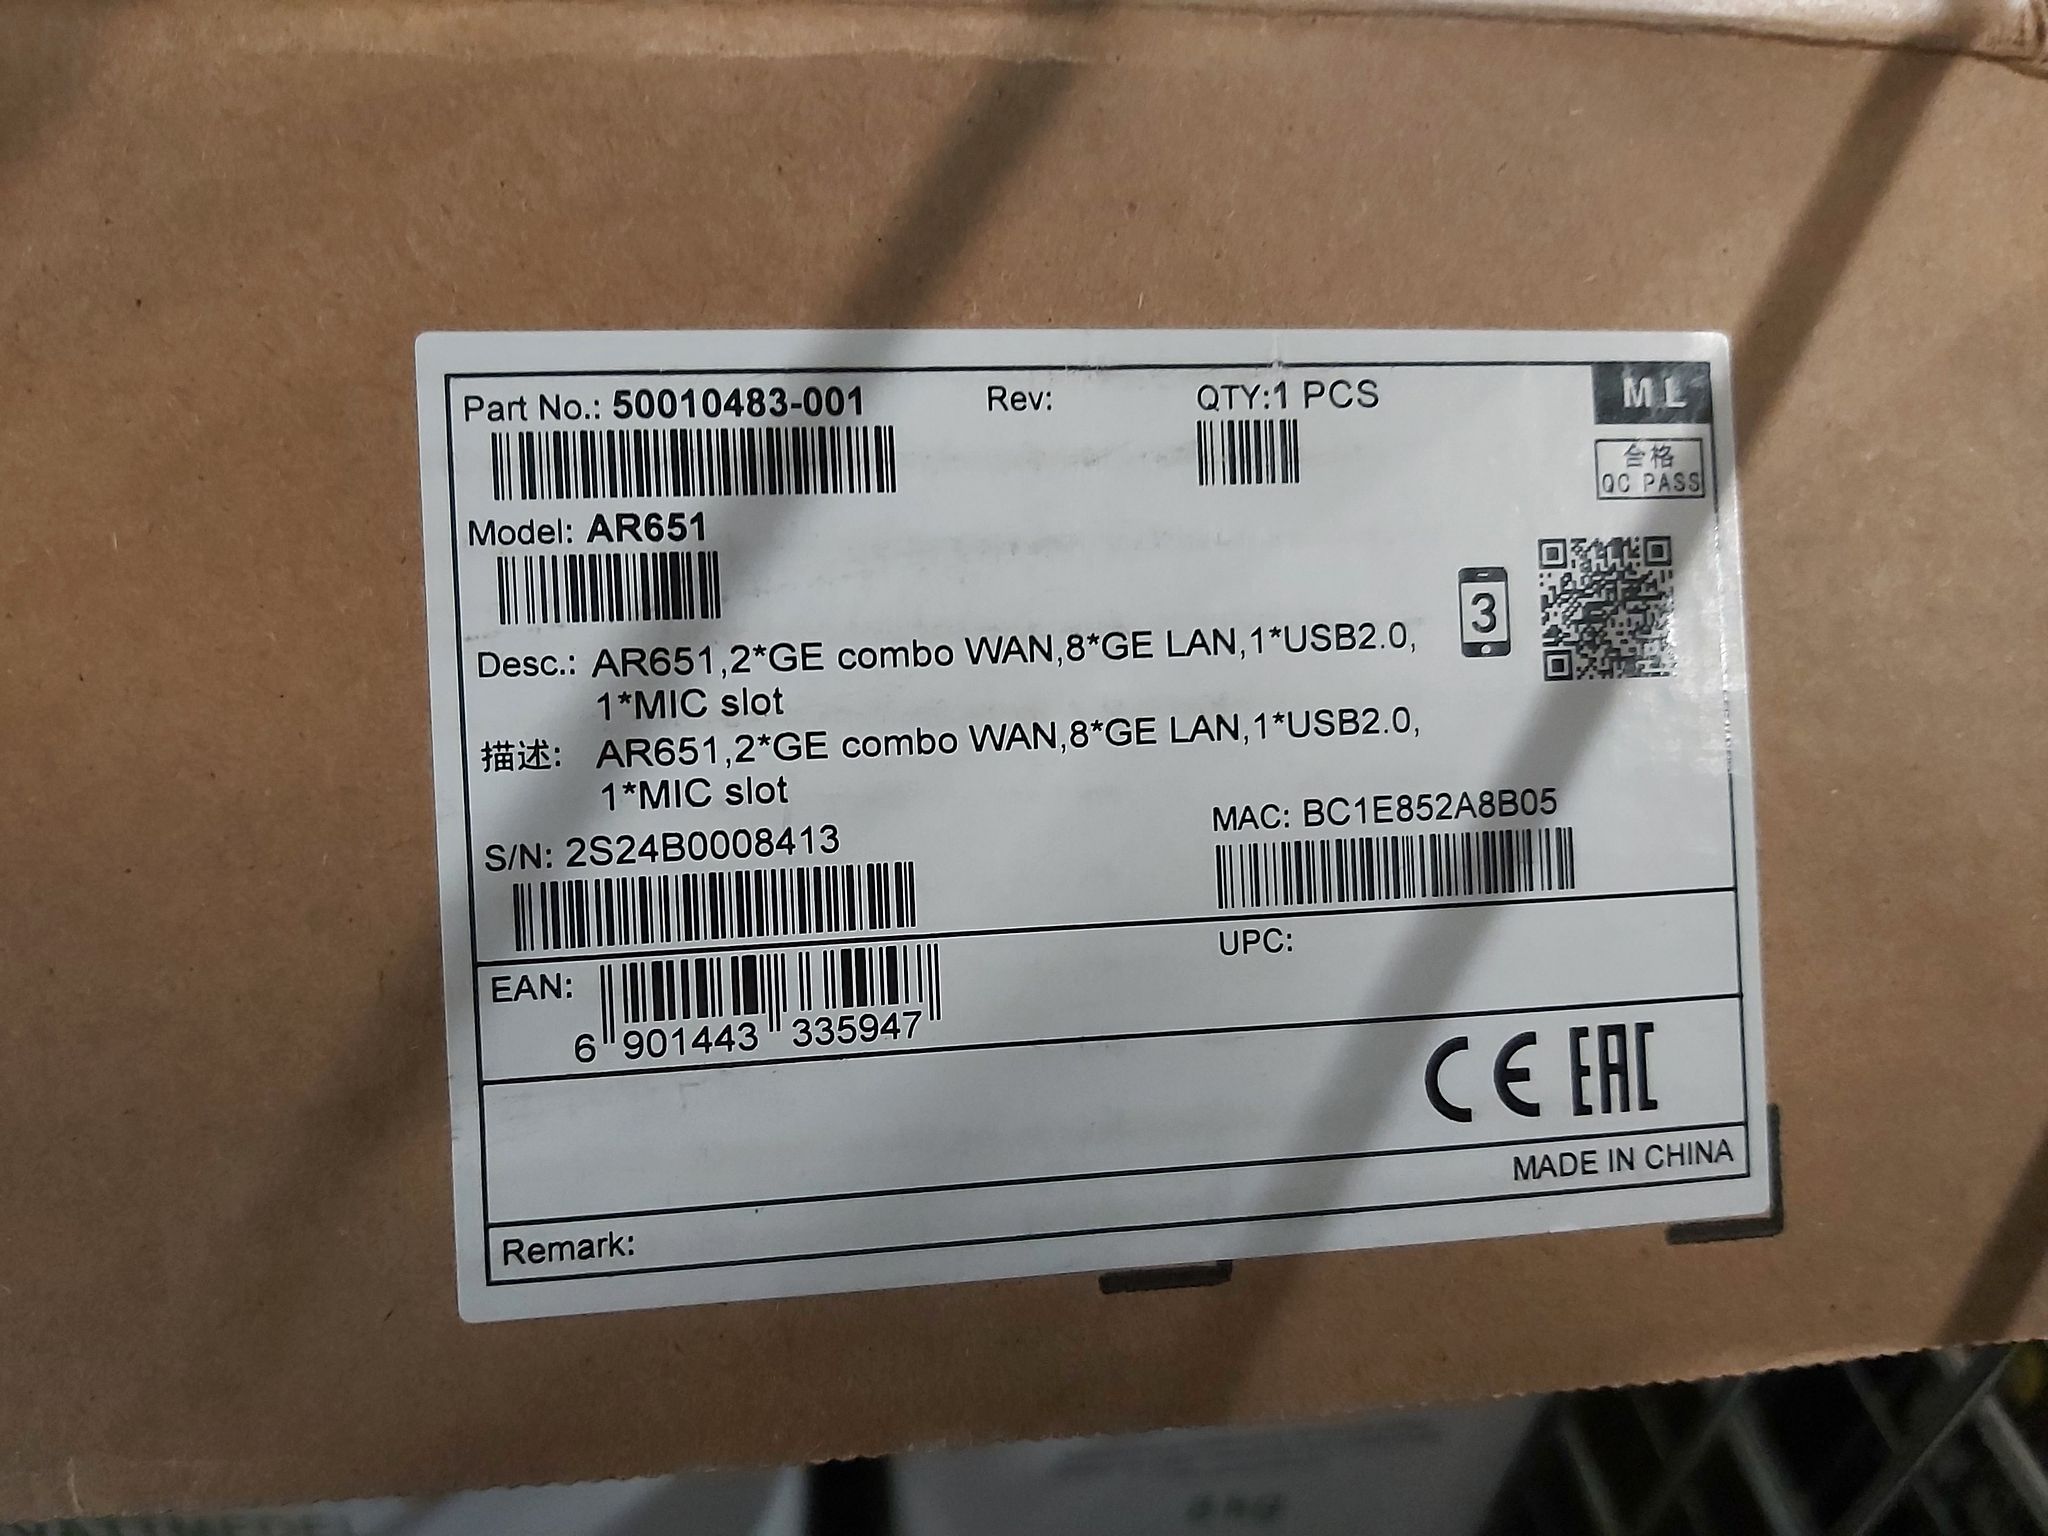 Part No.: 50010483-001 Rev: QTY:1 PCS
ML
合格
QC PASS
Model: AR651
3
Desc.: AR651,2*GE combo WAN,8*GE LAN,1*USB2.0,
1*MIC slot
描述: AR651,2*GE combo WAN,8*GE LAN,1*USB2.0,
1*MIC slot
S/N: 2S24B0008413 MAC: BC1E852A8B05
EAN: UPC:
6 901443 335947
CE EAC
MADE IN CHINA
Remark: